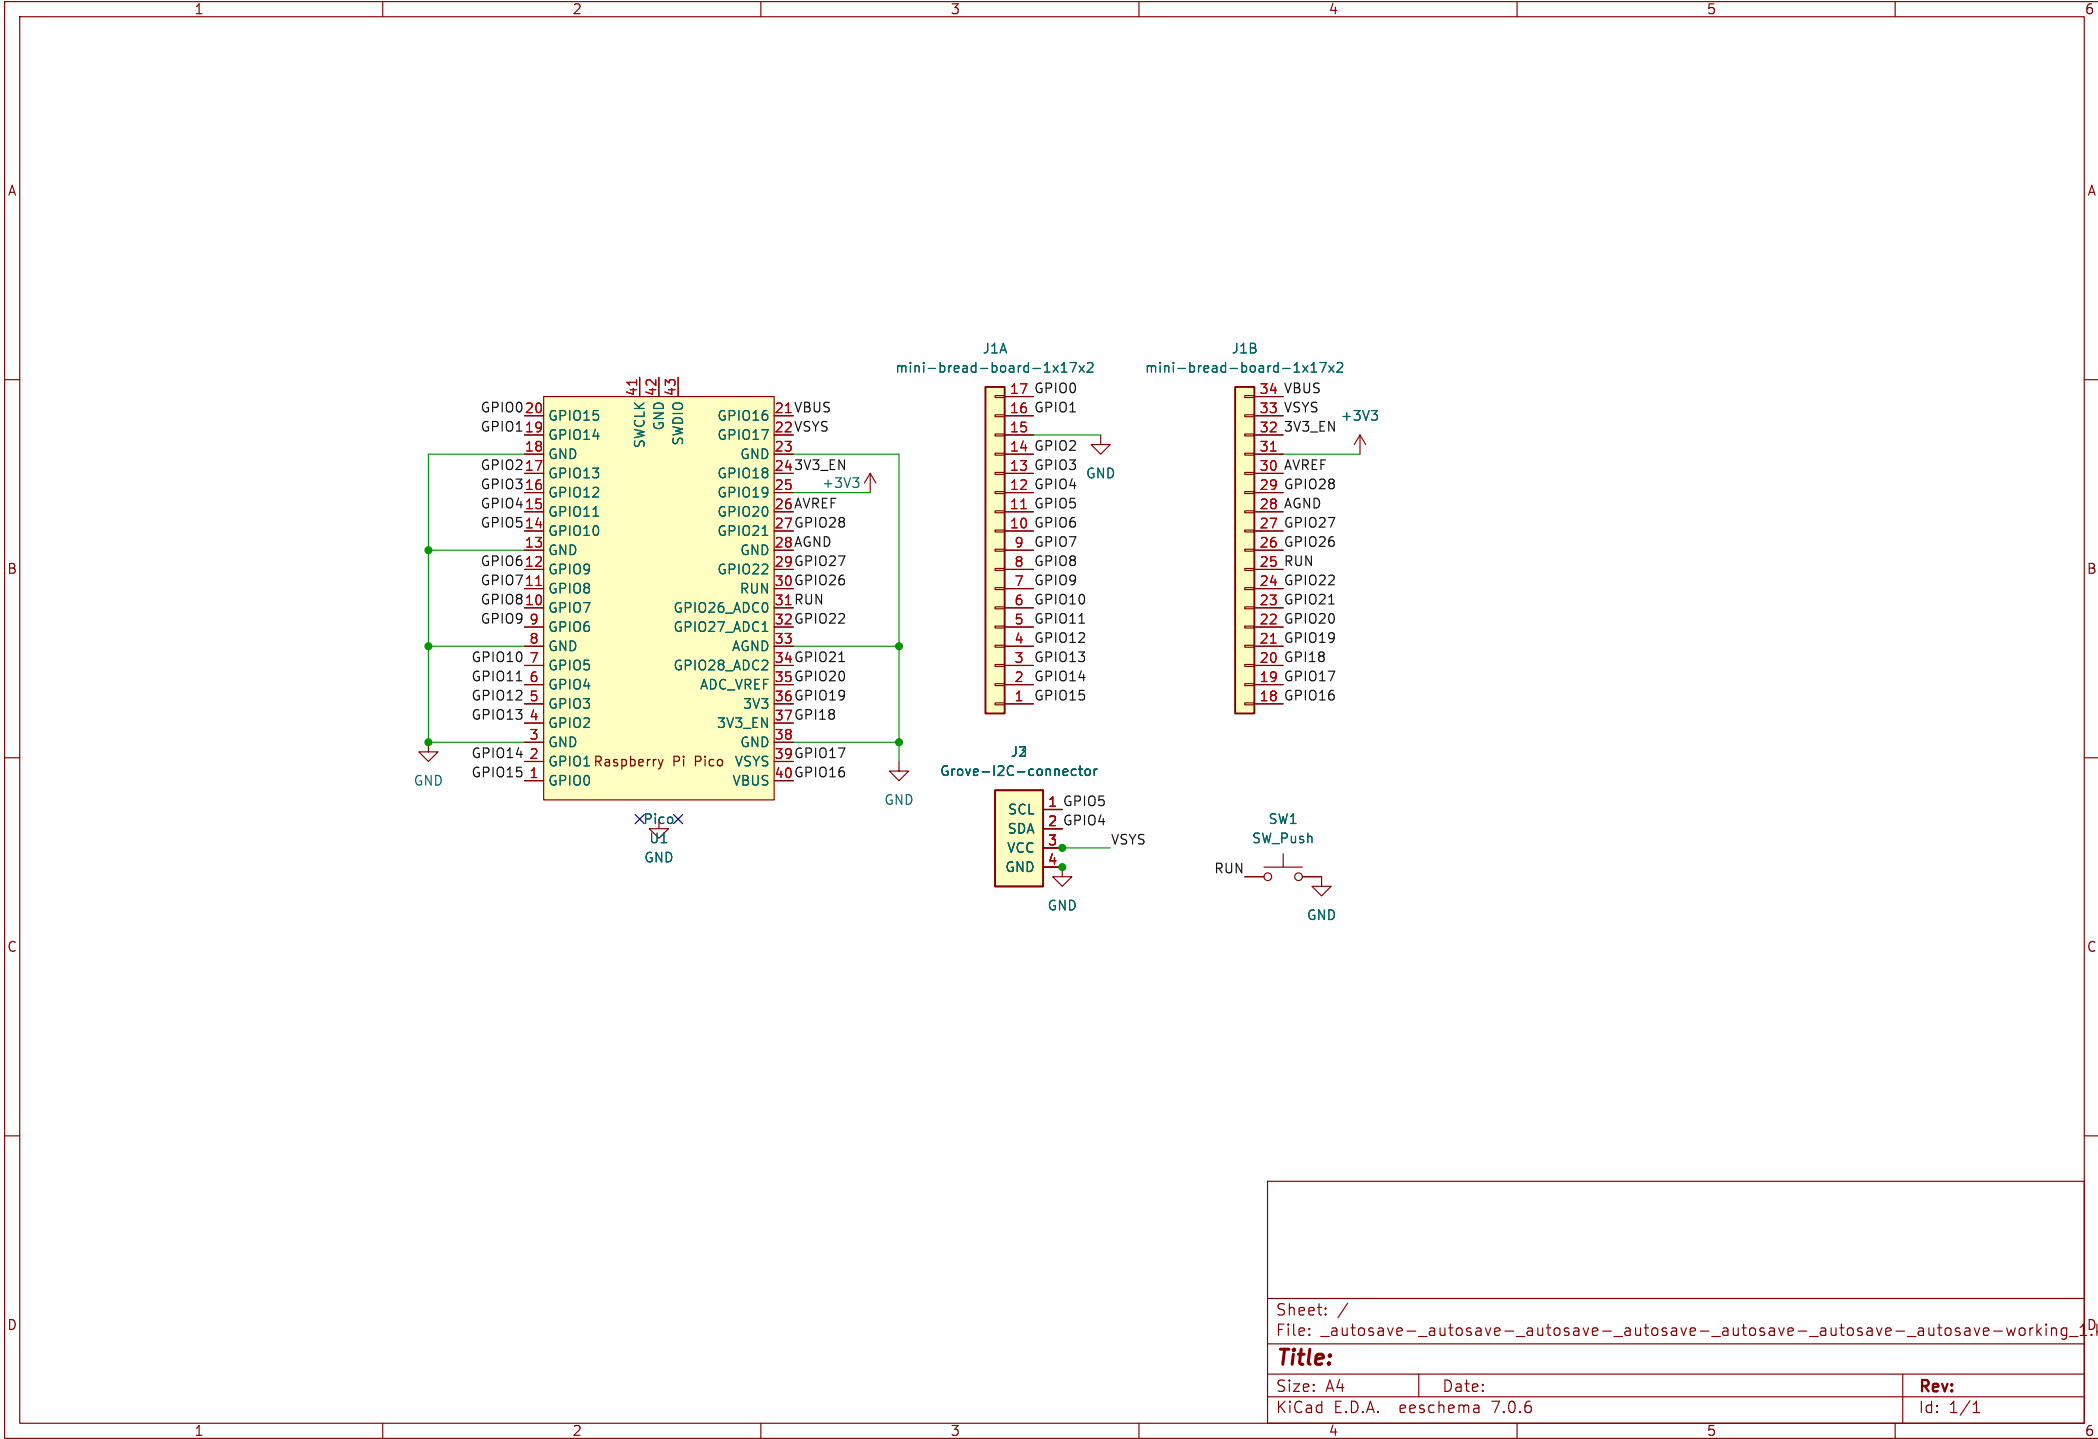 1 2 3 4 5 6
A A
B B
C C
D D
J1A
mini-bread-board-1x17x2
17 GPIO0
16 GPIO1
15
14 GPIO2
13 GPIO3
12 GPIO4
11 GPIO5
10 GPIO6
9 GPIO7
8 GPIO8
7 GPIO9
6 GPIO10
5 GPIO11
4 GPIO12
3 GPIO13
2 GPIO14
1 GPIO15
GND
J1B
mini-bread-board-1x17x2
34 VBUS
33 VSYS
32 3V3_EN
31
30 AVREF
29 GPIO28
28 AGND
27 GPIO27
26 GPIO26
25 RUN
24 GPIO22
23 GPIO21
22 GPIO20
21 GPIO19
20 GPI18
19 GPIO17
18 GPIO16
+3V3
41 42 43
SWCLK GND SWDIO
GPIO0 20 GPIO15
GPIO1 19 GPIO14
18 GND
GPIO2 17 GPIO13
GPIO3 16 GPIO12
GPIO4 15 GPIO11
GPIO5 14 GPIO10
13 GND
GPIO6 12 GPIO9
GPIO7 11 GPIO8
GPIO8 10 GPIO7
GPIO9 9 GPIO6
8 GND
GPIO10 7 GPIO5
GPIO11 6 GPIO4
GPIO12 5 GPIO3
GPIO13 4 GPIO2
3 GND
GPIO14 2 GPIO1
GPIO15 1 GPIO0
GPIO16 21 VBUS
GPIO17 22 VSYS
GND 23
GPIO18 24 3V3_EN
GPIO19 25
+3V3
GPIO20 26 AVREF
GPIO21 27 GPIO28
GND 28 AGND
GPIO22 29 GPIO27
RUN 30 GPIO26
GPIO26_ADC0 31 RUN
GPIO27_ADC1 32 GPIO22
AGND 33
GPIO28_ADC2 34 GPIO21
ADC_VREF 35 GPIO20
3V3 36 GPIO19
3V3_EN 37 GPI18
GND 38
VSYS 39 GPIO17
VBUS 40 GPIO16
Raspberry Pi Pico
GND
GND
Pico
U1
GND
Grove-I2C-connector
SCL 1 GPIO5
SDA 2 GPIO4
VCC 3 VSYS
GND 4
GND
SW1
SW_Push
RUN
GND
Sheet: /
File: _autosave-_autosave-_autosave-_autosave-_autosave-_autosave-_autosave-working_1.
Title:
Size: A4 Date: Rev:
KiCad E.D.A. eeschema 7.0.6 Id: 1/1
1 2 3 4 5 6